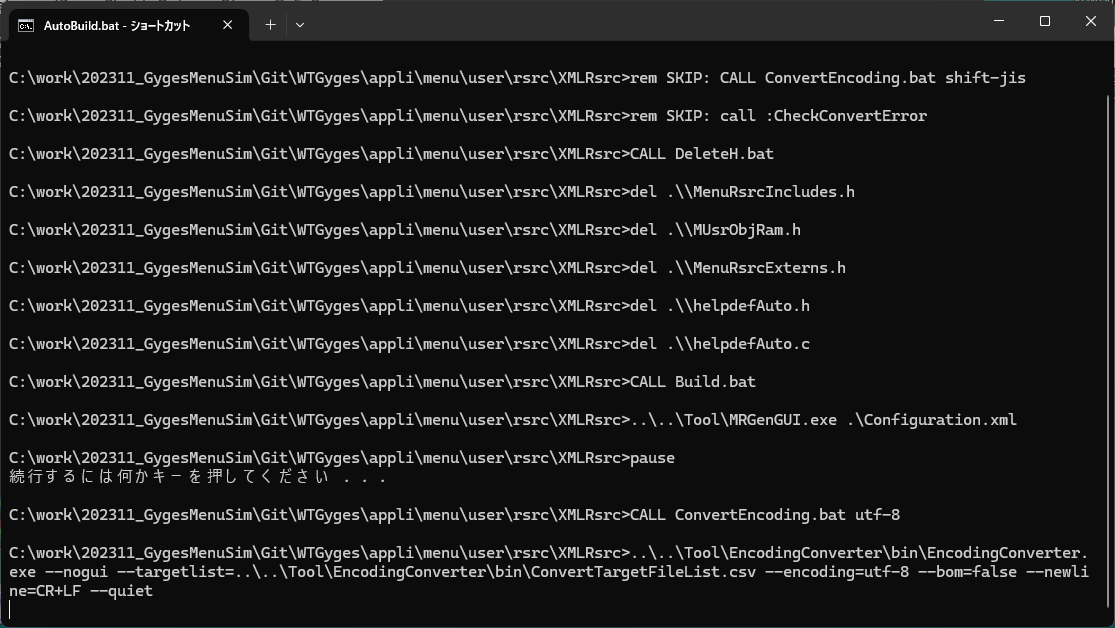 AutoBuild.bat - ショートカット
C:\work\202311_GygesMenuSim\Git\WTGyges\appli\menu\user\rsrc\XMLRsrc>rem SKIP: CALL ConvertEncoding.bat shift-jis
C:\work\202311_GygesMenuSim\Git\WTGyges\appli\menu\user\rsrc\XMLRsrc>rem SKIP: call :CheckConvertError
C:\work\202311_GygesMenuSim\Git\WTGyges\appli\menu\user\rsrc\XMLRsrc>CALL DeleteH.bat
C:\work\202311_GygesMenuSim\Git\WTGyges\appli\menu\user\rsrc\XMLRsrc>del .\\MenuRsrcIncludes.h
C:\work\202311_GygesMenuSim\Git\WTGyges\appli\menu\user\rsrc\XMLRsrc>del .\\MUsrObjRam.h
C:\work\202311_GygesMenuSim\Git\WTGyges\appli\menu\user\rsrc\XMLRsrc>del .\\MenuRsrcExterns.h
C:\work\202311_GygesMenuSim\Git\WTGyges\appli\menu\user\rsrc\XMLRsrc>del .\\helpdefAuto.h
C:\work\202311_GygesMenuSim\Git\WTGyges\appli\menu\user\rsrc\XMLRsrc>del .\\helpdefAuto.c
C:\work\202311_GygesMenuSim\Git\WTGyges\appli\menu\user\rsrc\XMLRsrc>CALL Build.bat
C:\work\202311_GygesMenuSim\Git\WTGyges\appli\menu\user\rsrc\XMLRsrc>..\..\Tool\MRGenGUI.exe .\Configuration.xml
C:\work\202311_GygesMenuSim\Git\WTGyges\appli\menu\user\rsrc\XMLRsrc>pause
続行するには何かキーを押してください . . .
C:\work\202311_GygesMenuSim\Git\WTGyges\appli\menu\user\rsrc\XMLRsrc>CALL ConvertEncoding.bat utf-8
C:\work\202311_GygesMenuSim\Git\WTGyges\appli\menu\user\rsrc\XMLRsrc>..\..\Tool\EncodingConverter\bin\EncodingConverter.
exe --nogui --targetlist=..\..\Tool\EncodingConverter\bin\ConvertTargetFileList.csv --encoding=utf-8 --bom=false --newli
ne=CR+LF --quiet